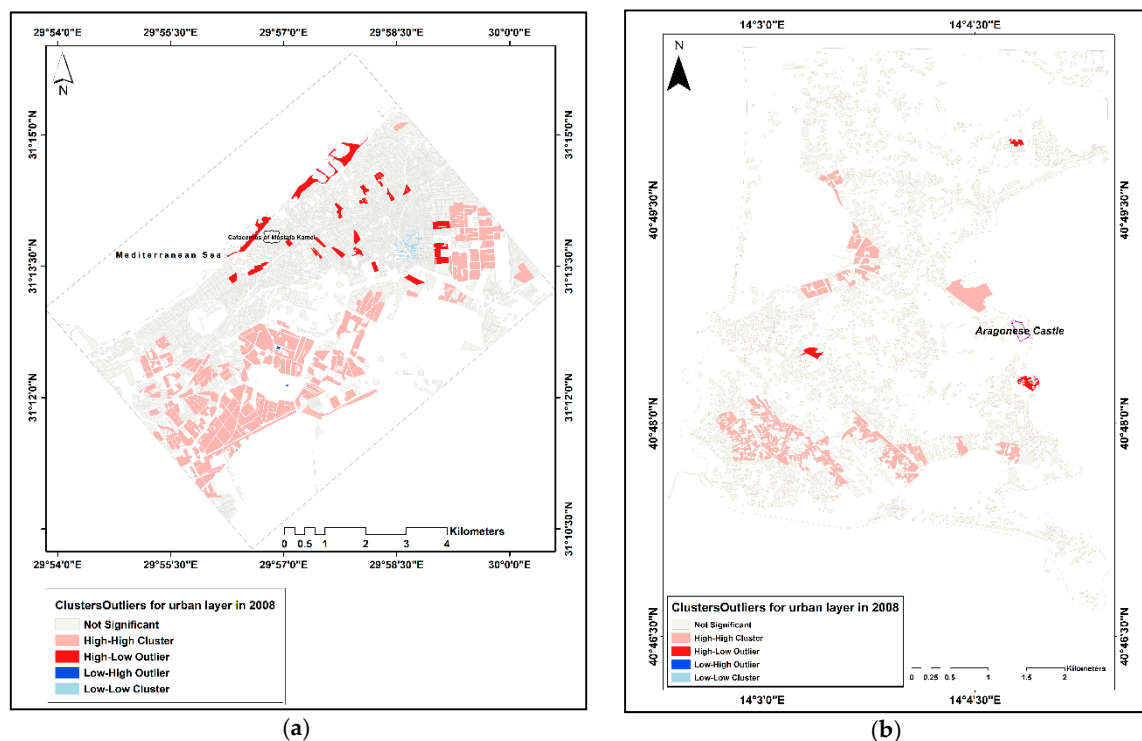 29°54'0"E 29°55'30"E 29°57'0"E 29°58'30"E 30°0'0"E
N
31°15'0"N 31°15'0"N
Catacombs of Mostafa Kamel
Mediterranean Sea
31°13'30"N 31°13'30"N
31°12'0"N 31°12'0"N
31°10'30"N
Kilometers
0 0.5 1 2 3 4
29°54'0"E 29°55'30"E 29°57'0"E 29°58'30"E 30°0'0"E
ClustersOutliers for urban layer in 2008
Not Significant
High-High Cluster
High-Low Outlier
Low-High Outlier
Low-Low Cluster
(a)
14°3'0"E 14°4'30"E
N
40°49'30"N 40°49'30"N
Aragonese Castle
40°48'0"N 40°48'0"N
40°46'30"N 40°46'30"N
ClustersOutliers for urban layer in 2008
Not Significant
High-High Cluster
High-Low Outlier
Low-High Outlier
Low-Low Cluster
Kilometers
0 0.25 0.5 1 1.5 2
14°3'0"E 14°4'30"E
(b)